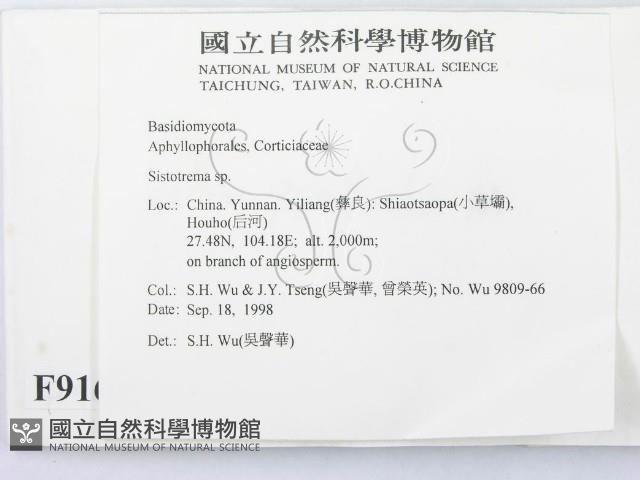 國立自然科學博物館
NATIONAL MUSEUM OF NATURAL SCIENCE
TAICHUNG, TAIWAN, R.O.CHINA
Basidiomycota
Aphyllophorales, Corticiaceae
Sistotrema sp.
Loc.: China. Yunnan. Yiliang(彝良): Shiaotsaopa(小草壩),
Houho(后河)
27.48N, 104.18E; alt. 2,000m;
on branch of angiosperm.
Col.: S.H. Wu & J.Y. Tseng(吳聲華, 曾榮英); No. Wu 9809-66
Date: Sep. 18, 1998
Det.: S.H. Wu(吳聲華)
F916
國立自然科學博物館
NATIONAL MUSEUM OF NATURAL SCIENCE